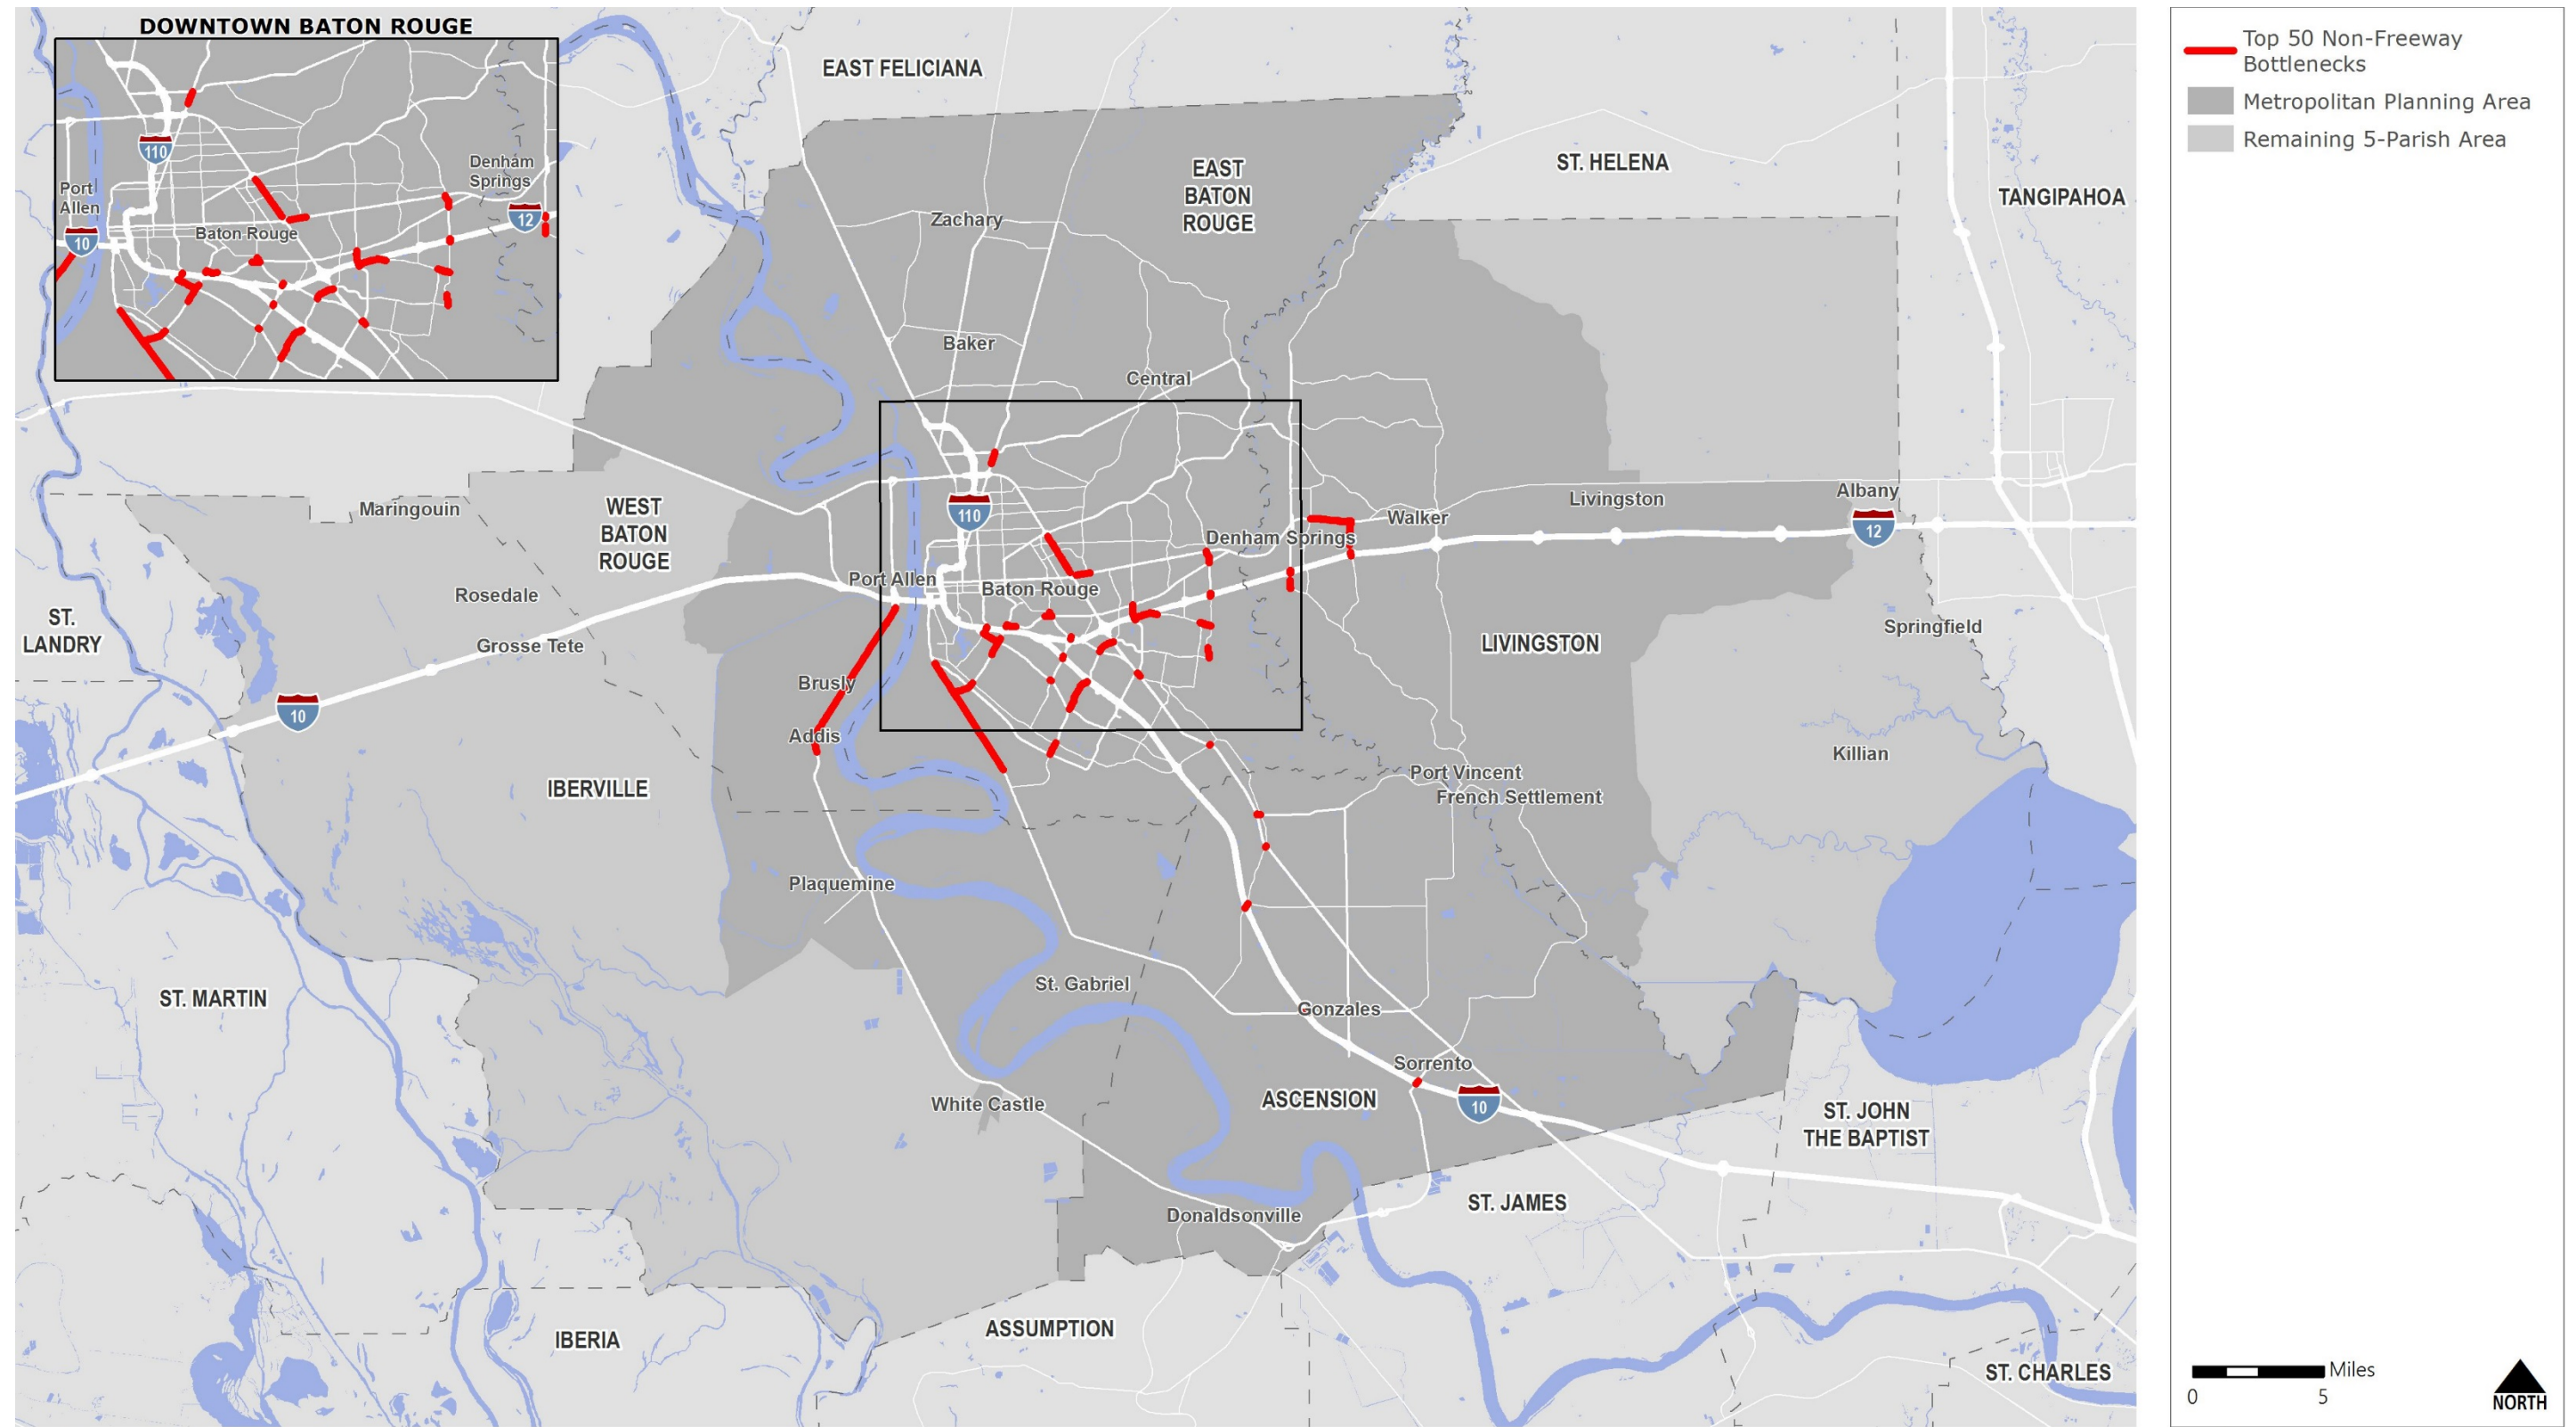 DOWNTOWN BATON ROUGE
110
Denham
Springs
Port
Allen
12
10
Baton Rouge
EAST FELICIANA
EAST
BATON
ROUGE
ST. HELENA
TANGIPAHOA
Zachary
Baker
Central
Maringouin
WEST
BATON
ROUGE
110
Livingston
Albany
Walker
12
Denham Springs
Port Allen
Baton Rouge
Rosedale
ST.
LANDRY
Grosse Tete
LIVINGSTON
Springfield
Brusly
10
Addis
Killian
IBERVILLE
Port Vincent
French Settlement
Plaquemine
St. Gabriel
ST. MARTIN
Gonzales
Sorrento
White Castle
ASCENSION
10
ST. JOHN
THE BAPTIST
Donaldsonville
ST. JAMES
ASSUMPTION
IBERIA
ST. CHARLES
Top 50 Non-Freeway
Bottlenecks
Metropolitan Planning Area
Remaining 5-Parish Area
Miles
0 5
NORTH